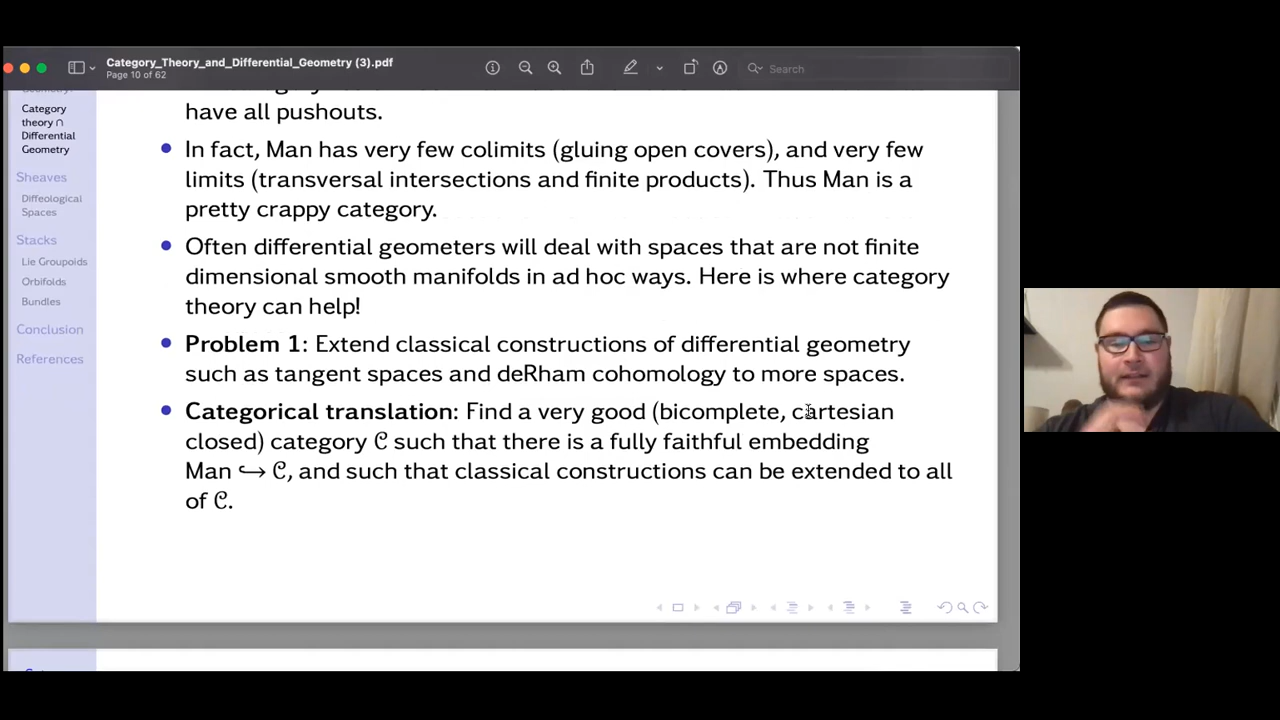 Category_Theory_and_Differential_Geometry (3).pdf
Page 10 of 62
Search
Category
theory ∩
Differential
Geometry
Sheaves
Diffeological
Spaces
Stacks
Lie Groupoids
Orbifolds
Bundles
Conclusion
References
have all pushouts.
In fact, Man has very few colimits (gluing open covers), and very few
limits (transversal intersections and finite products). Thus Man is a
pretty crappy category.
Often differential geometers will deal with spaces that are not finite
dimensional smooth manifolds in ad hoc ways. Here is where category
theory can help!
Problem 1: Extend classical constructions of differential geometry
such as tangent spaces and deRham cohomology to more spaces.
Categorical translation: Find a very good (bicomplete, cartesian
closed) category 𝒞 such that there is a fully faithful embedding
Man ↪ 𝒞, and such that classical constructions can be extended to all
of 𝒞.